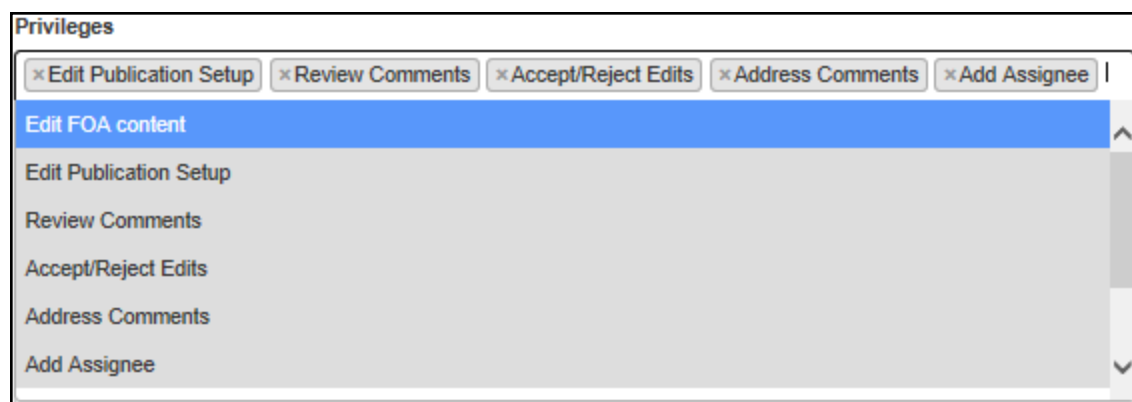 Privileges
×Edit Publication Setup ×Review Comments ×Accept/Reject Edits ×Address Comments ×Add Assignee
Edit FOA content
Edit Publication Setup
Review Comments
Accept/Reject Edits
Address Comments
Add Assignee